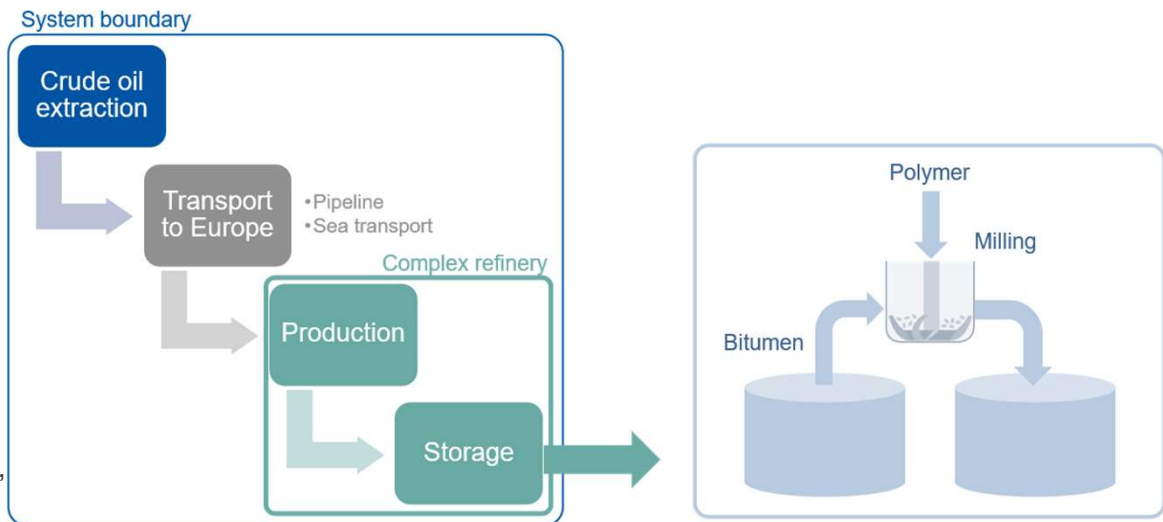 System boundary
Crude oil
extraction
Transport
to Europe
•Pipeline
•Sea transport
Complex refinery
Production
Storage
,
Polymer
Milling
Bitumen